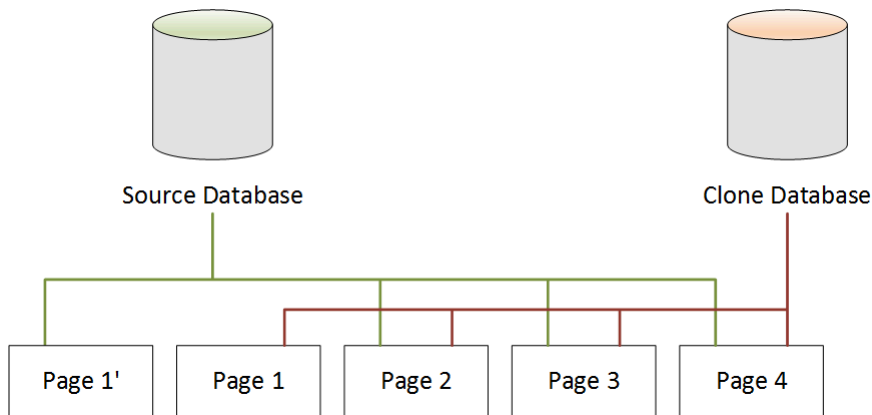 Source Database
Clone Database
Page 1'
Page 1
Page 2
Page 3
Page 4